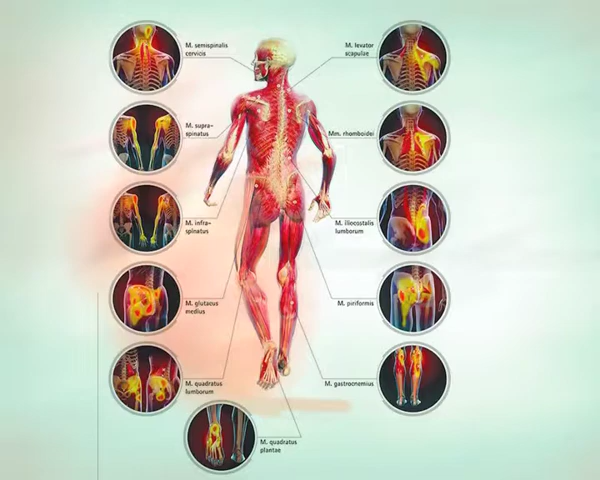 M. semispinalis
cervicis
M. levator
acapulae
M. supra-
spinatus
Mm. rhomboidei
M. infra-
spinatus
M. iliocostalis
lumborum
M. glutaeus
medius
M. piriformis
M. quadratus
lumborum
M. gastrocnemius
M. quadratus
plantae